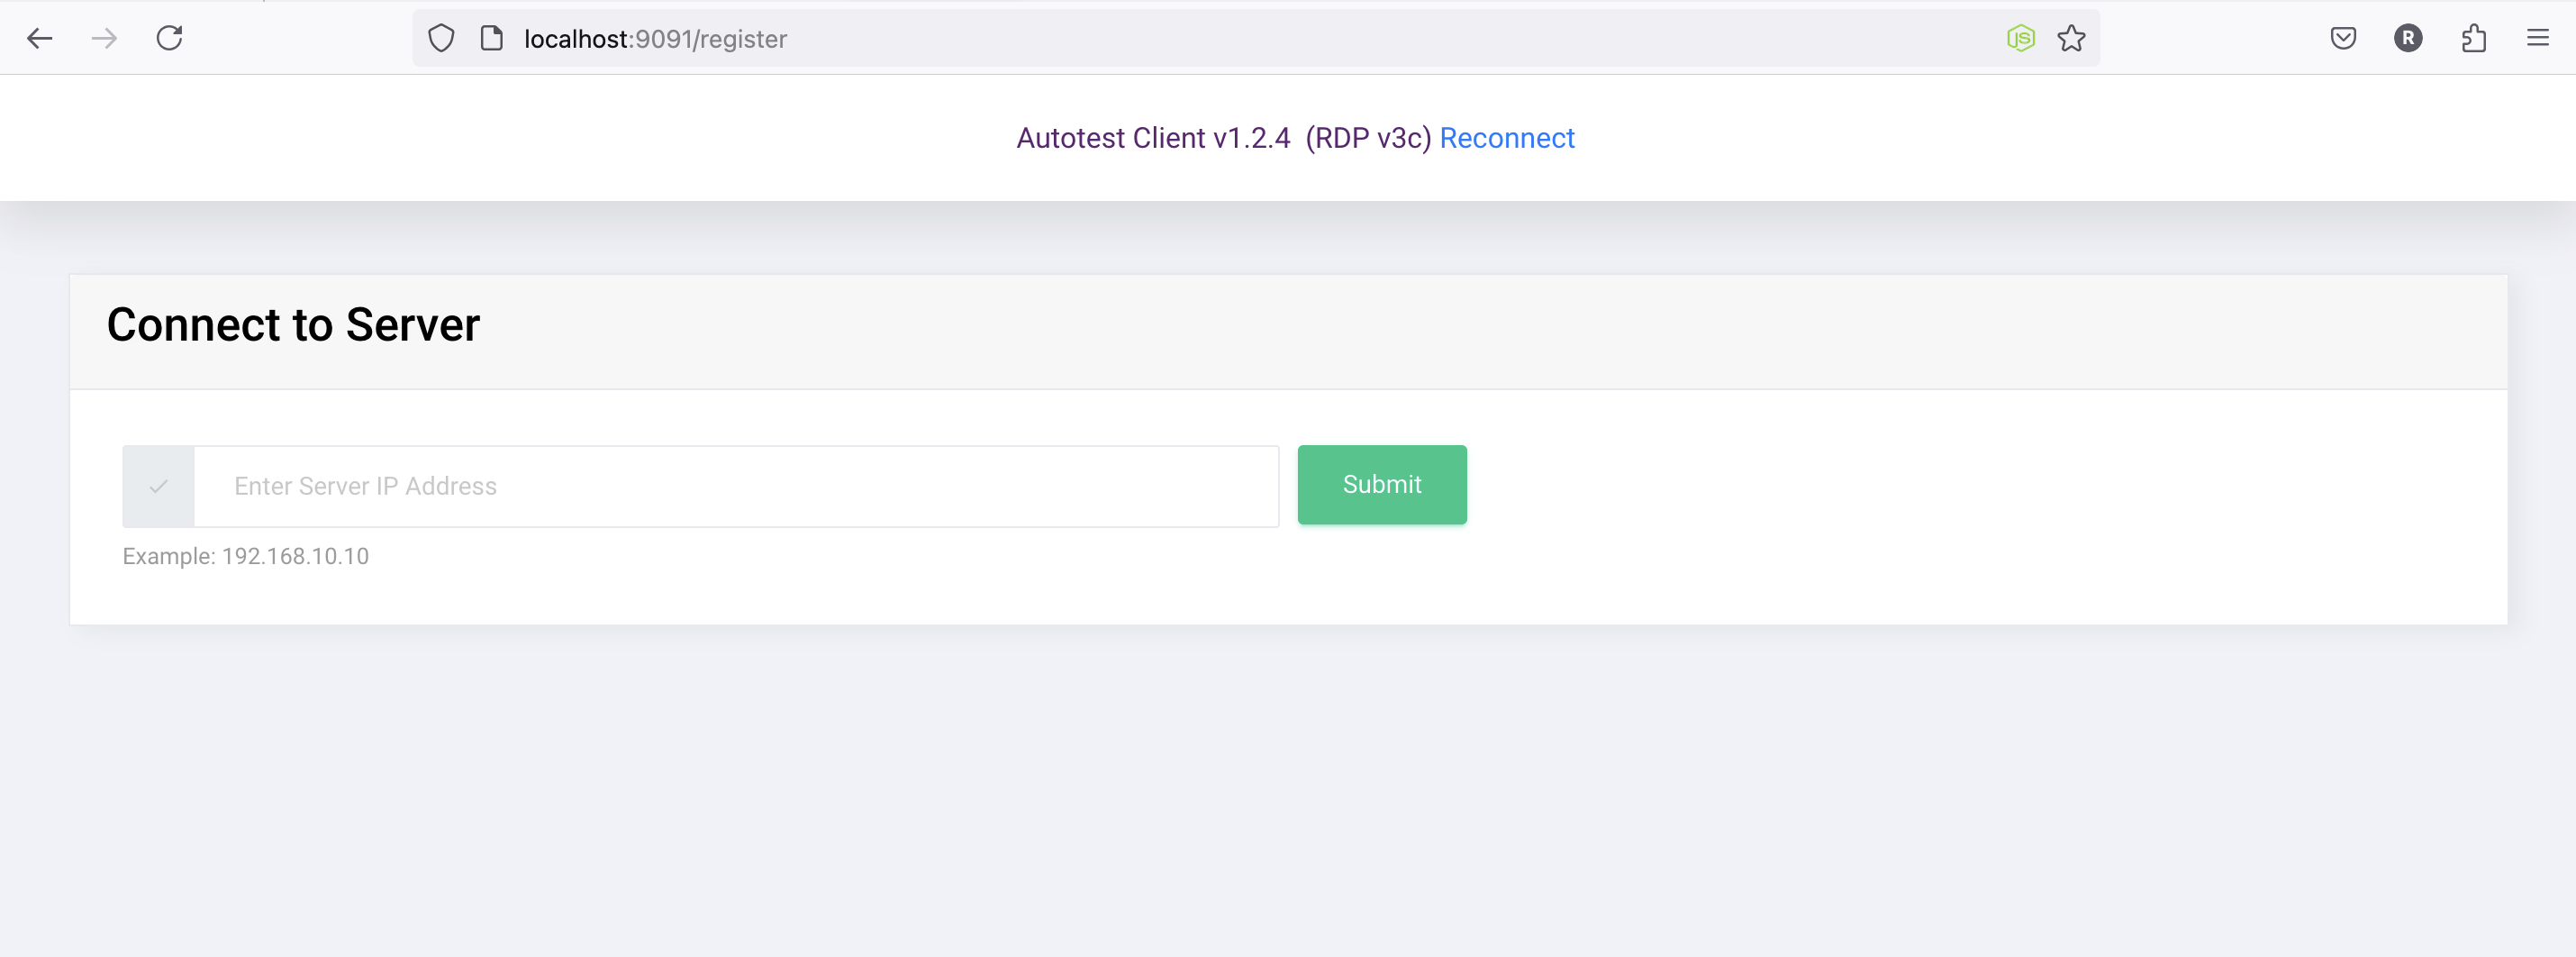 localhost:9091/register
JS
R
Autotest Client v1.2.4 (RDP v3c) Reconnect
Connect to Server
Enter Server IP Address
Submit
Example: 192.168.10.10